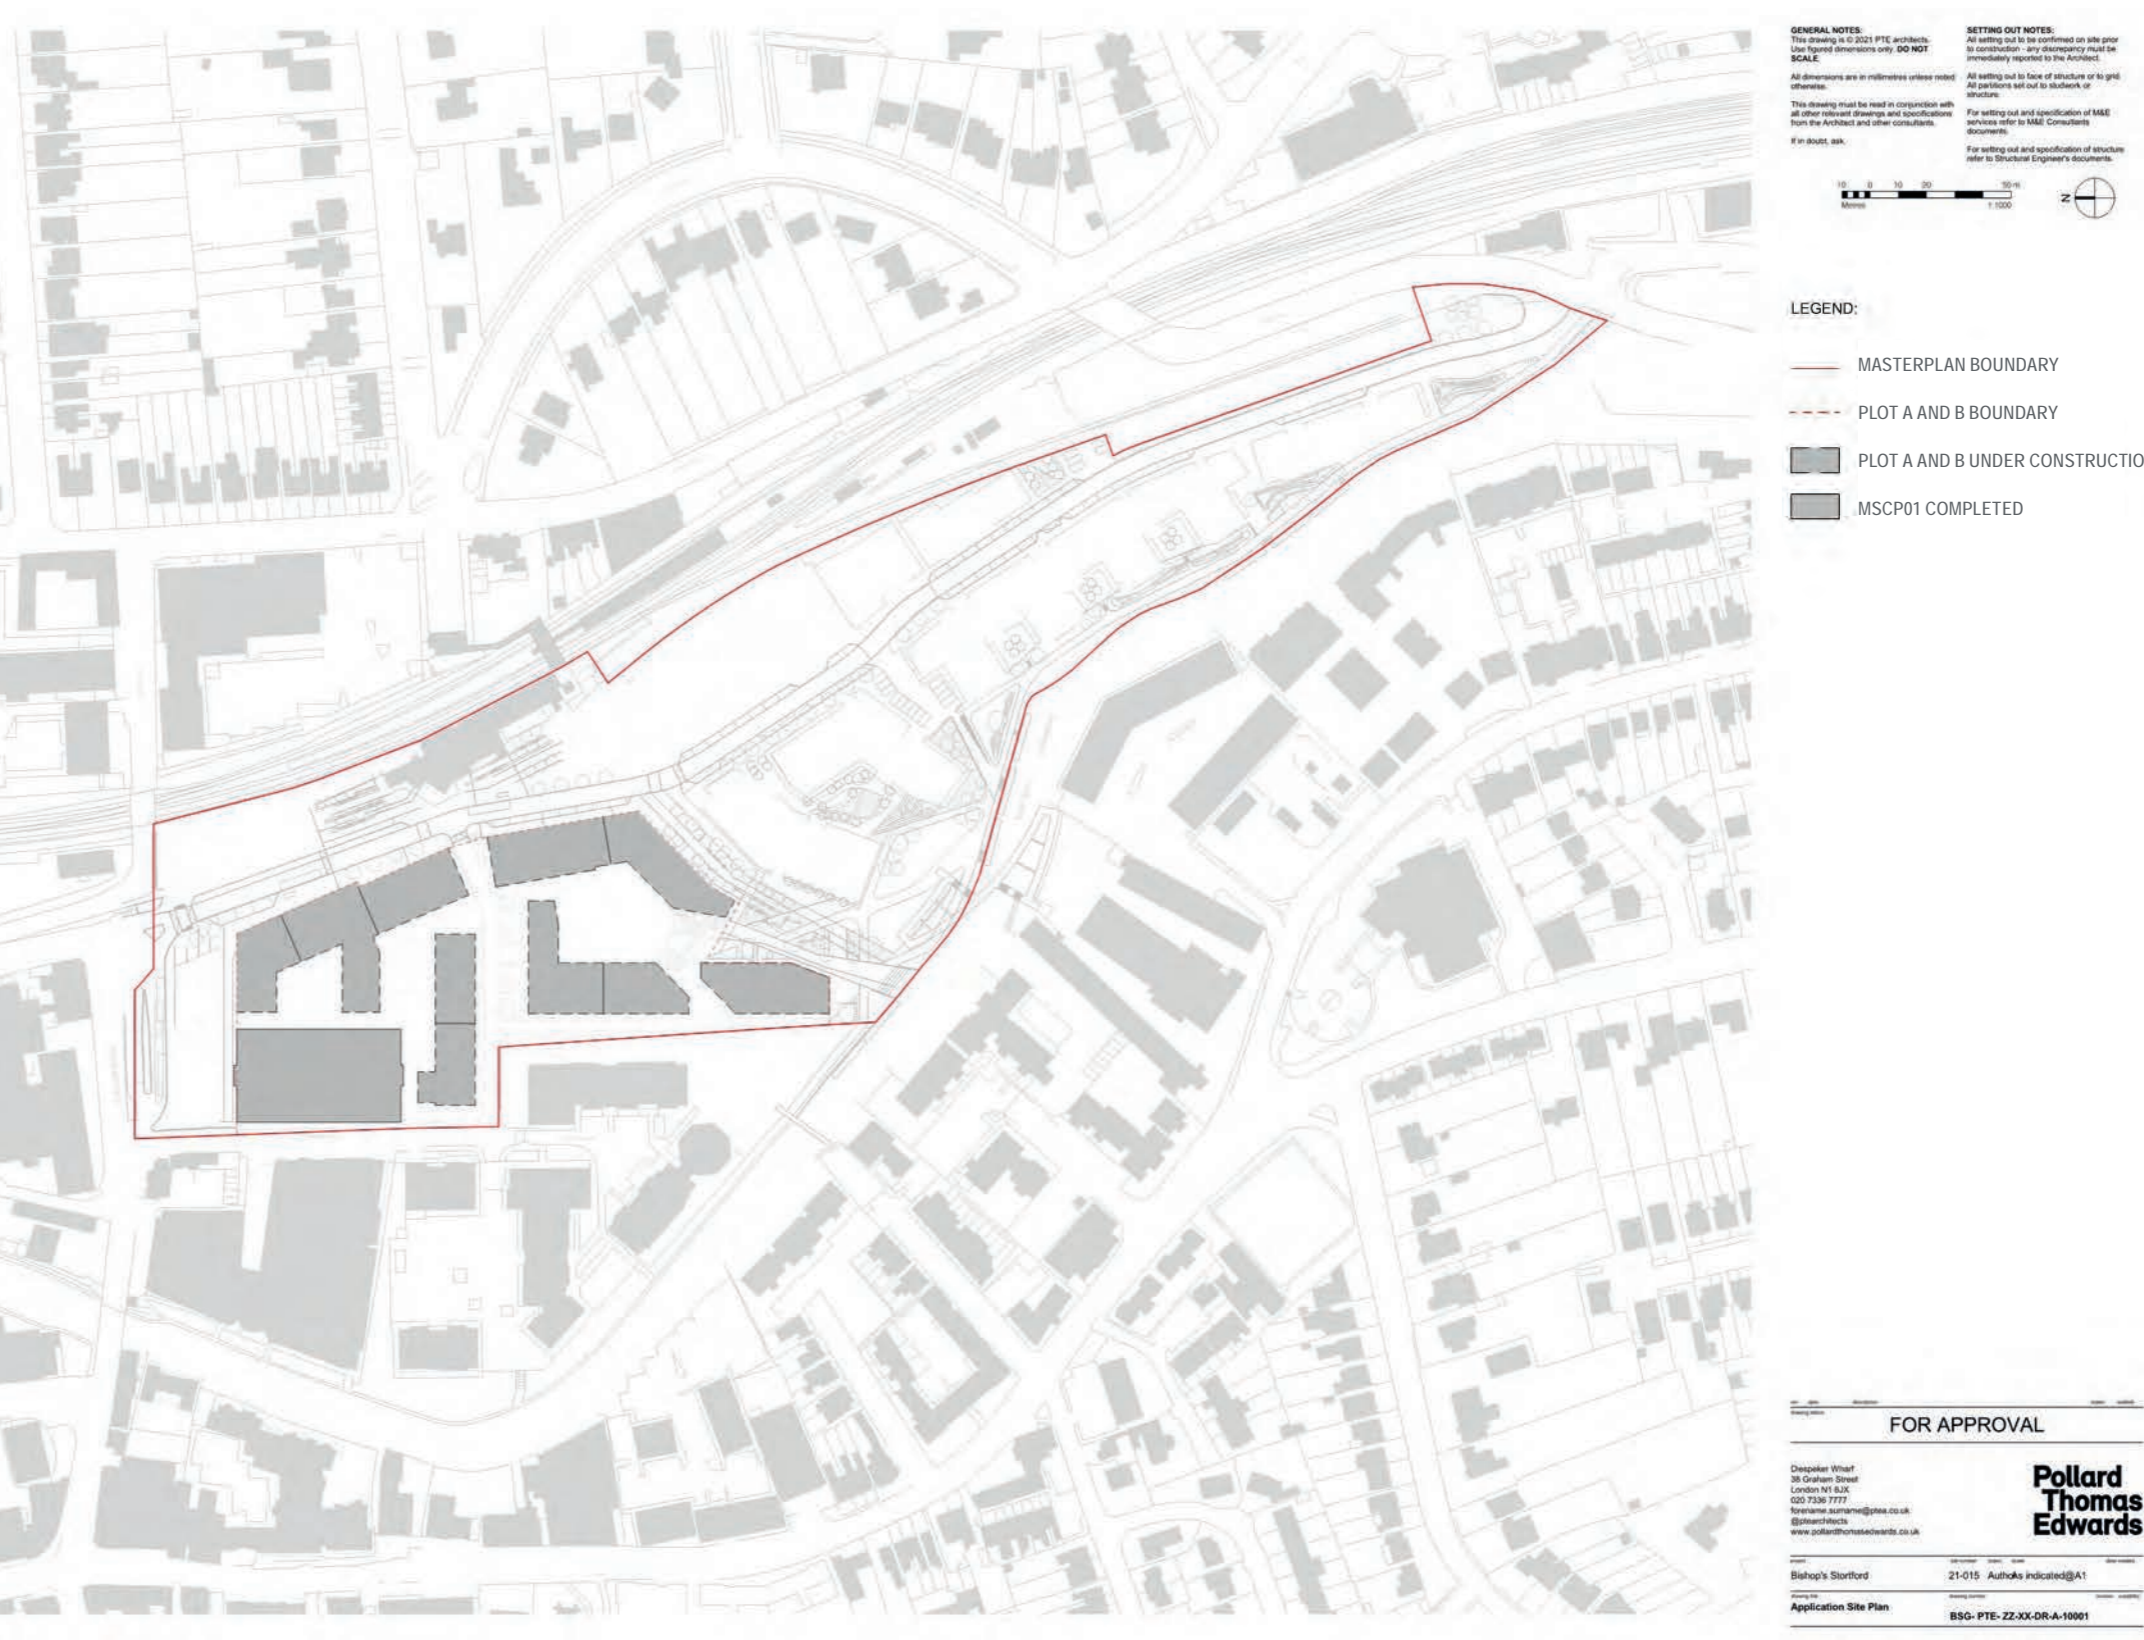 GENERAL NOTES:
This drawing is © 2021 PTE architects.
Use figured dimensions only. DO NOT
SCALE.
All dimensions are in millimetres unless noted
otherwise.
This drawing must be read in conjunction with
all other relevant drawings and specifications
from the Architect and other consultants.
If in doubt, ask.
SETTING OUT NOTES:
All setting out to be confirmed on site prior
to construction - any discrepancy must be
immediately reported to the Architect.
All setting out to face of structure or to grid.
All partitions set out to studwork or
structure.
For setting out and specification of M&E
services refer to M&E Consultants
documents.
For setting out and specification of structure
refer to Structural Engineer's documents.
10 0 10 20 50 m
Metres 1:1000
N
LEGEND:
MASTERPLAN BOUNDARY
PLOT A AND B BOUNDARY
PLOT A AND B UNDER CONSTRUCTIO
MSCP01 COMPLETED
FOR APPROVAL
Diespeker Wharf
38 Graham Street
London N1 8JX
020 7336 7777
forename.surname@ptea.co.uk
@ptearchitects
www.pollardthomasedwards.co.uk
Pollard
Thomas
Edwards
Bishop's Stortford
21-015 As indicated@A1
Application Site Plan
BSG- PTE- ZZ-XX-DR-A-10001